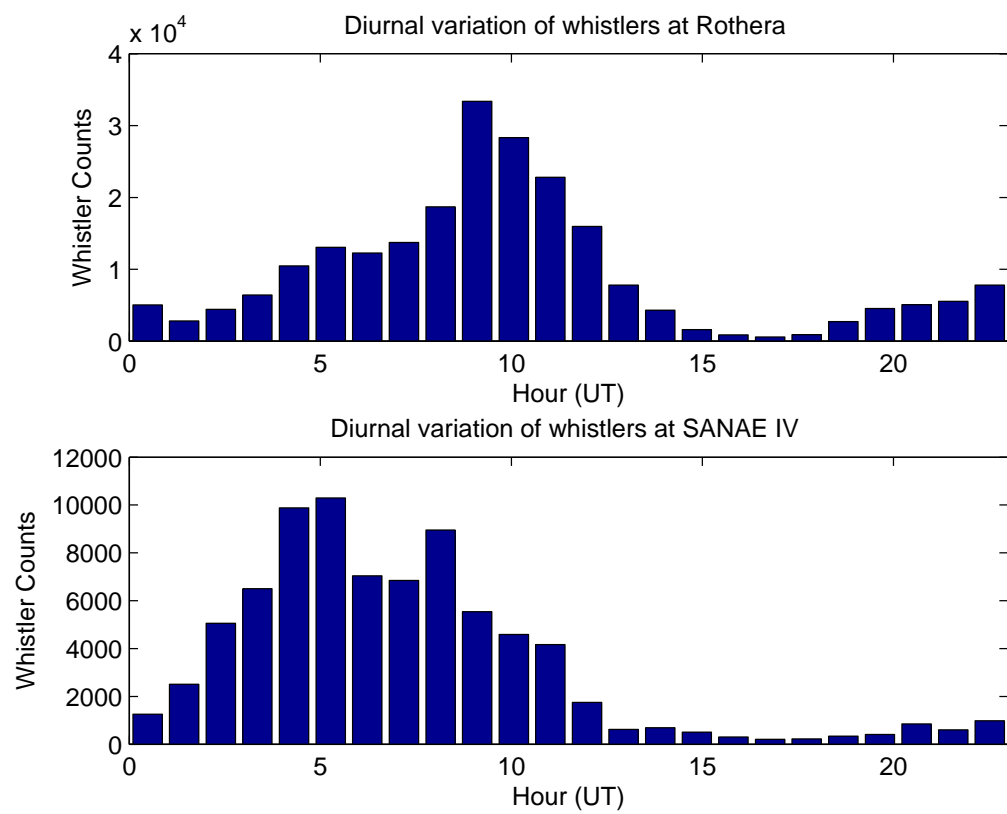 Diurnal variation of whistlers at Rothera
x 10^4
4
3
2
1
0
Whistler Counts
0 5 10 15 20
Hour (UT)
Diurnal variation of whistlers at SANAE IV
12000
10000
8000
6000
4000
2000
0
Whistler Counts
0 5 10 15 20
Hour (UT)